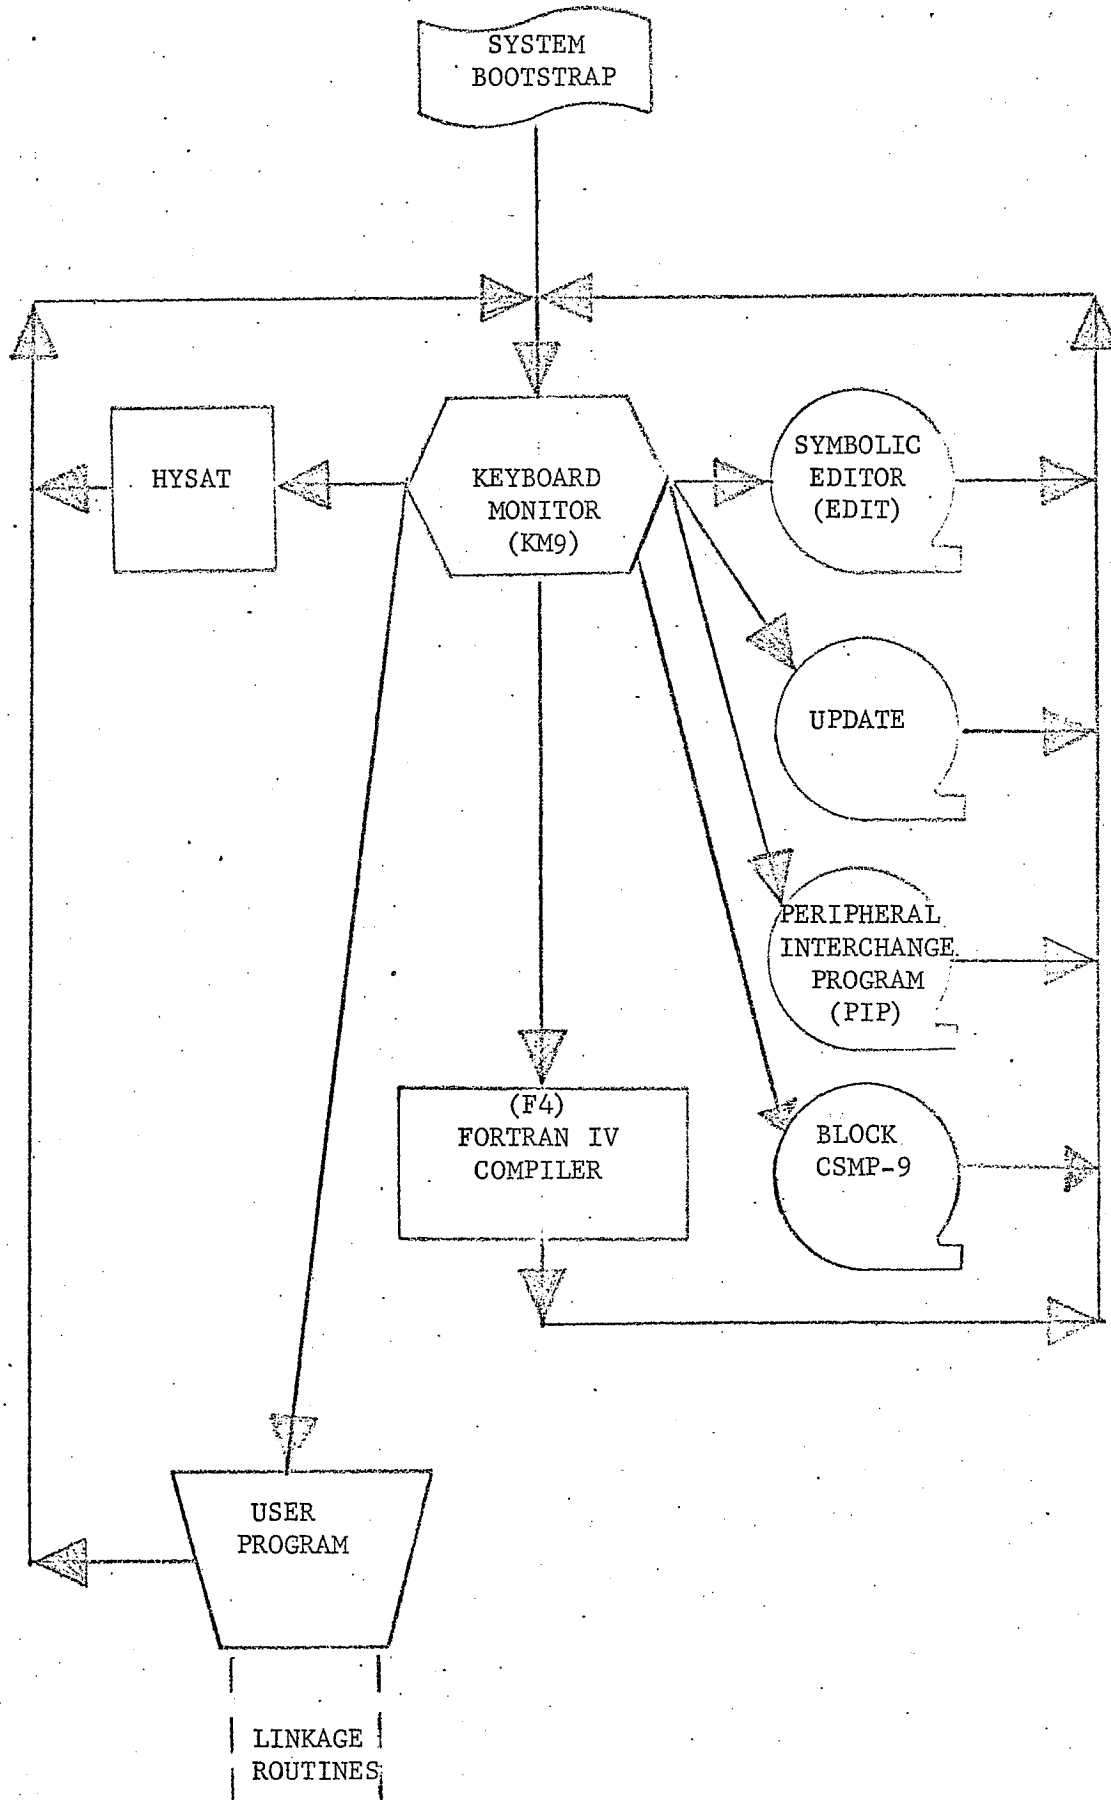 SYSTEM
BOOTSTRAP
HYSAT
KEYBOARD
MONITOR
(KM9)
SYMBOLIC
EDITOR
(EDIT)
UPDATE
PERIPHERAL
INTERCHANGE
PROGRAM
(PIP)
(F4)
FORTRAN IV
COMPILER
BLOCK
CSMP-9
USER
PROGRAM
LINKAGE
ROUTINES